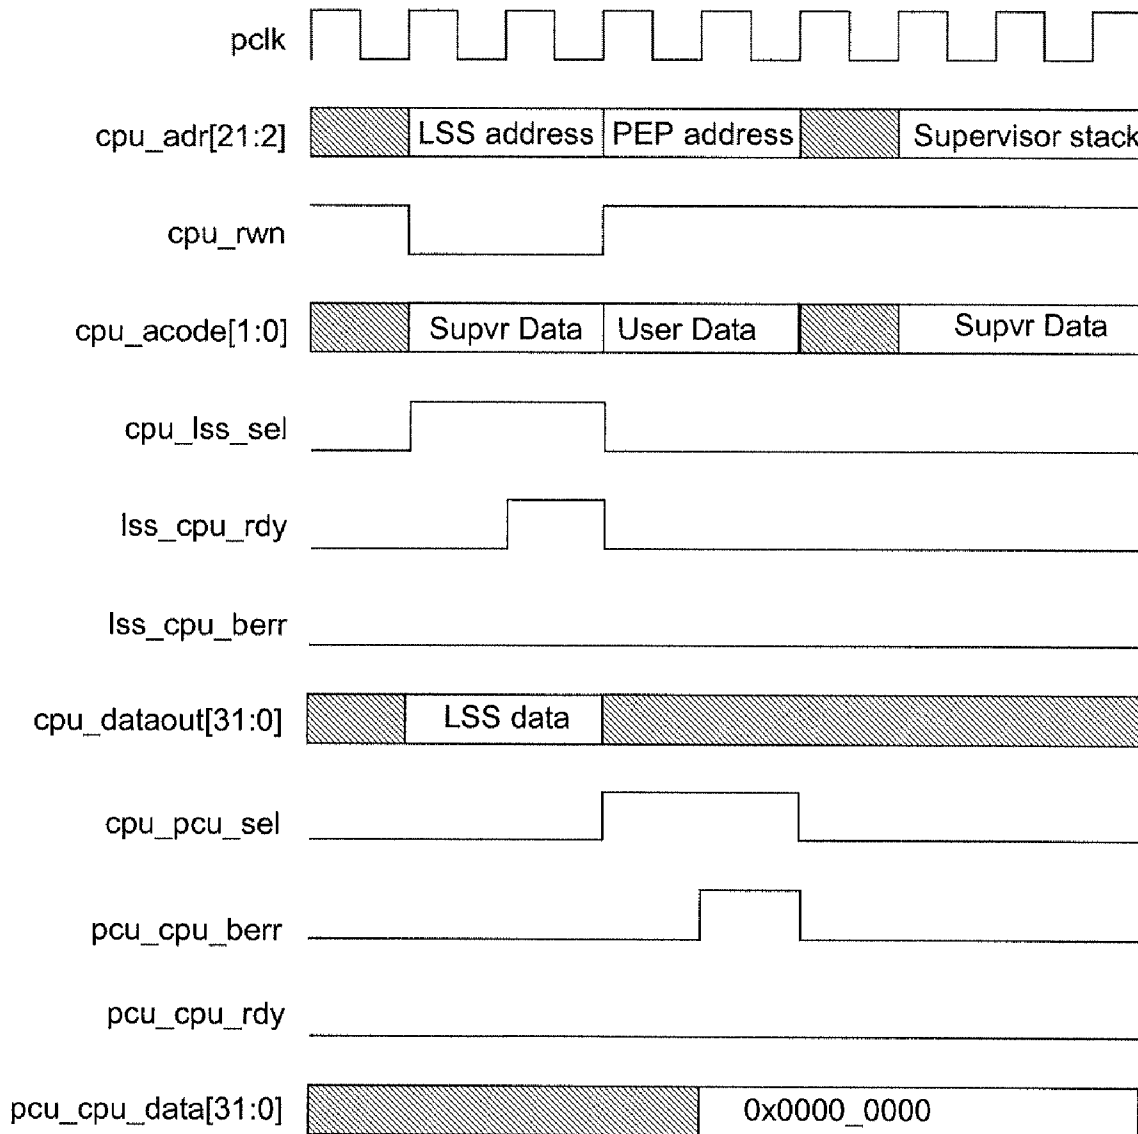 pclk
cpu_adr[21:2] LSS address PEP address Supervisor stack
cpu_rwn
cpu_acode[1:0] Supvr Data User Data Supvr Data
cpu_lss_sel
lss_cpu_rdy
lss_cpu_berr
cpu_dataout[31:0] LSS data
cpu_pcu_sel
pcu_cpu_berr
pcu_cpu_rdy
pcu_cpu_data[31:0] 0x0000_0000